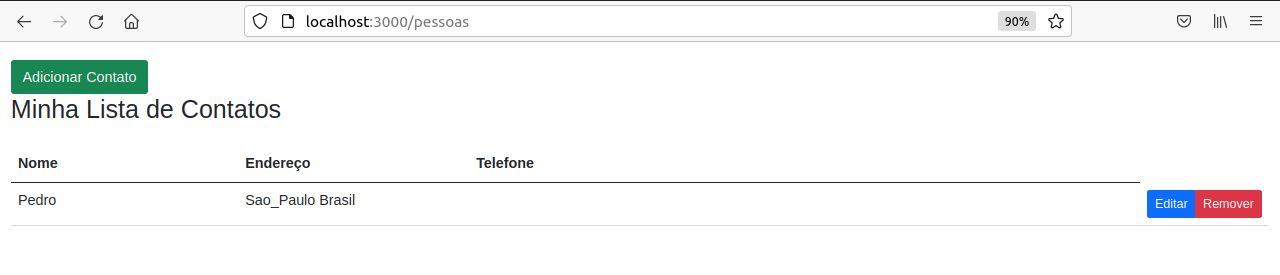 localhost:3000/pessoas 90%
Adicionar Contato
Minha Lista de Contatos
Nome Endereço Telefone
Pedro Sao_Paulo Brasil Editar Remover